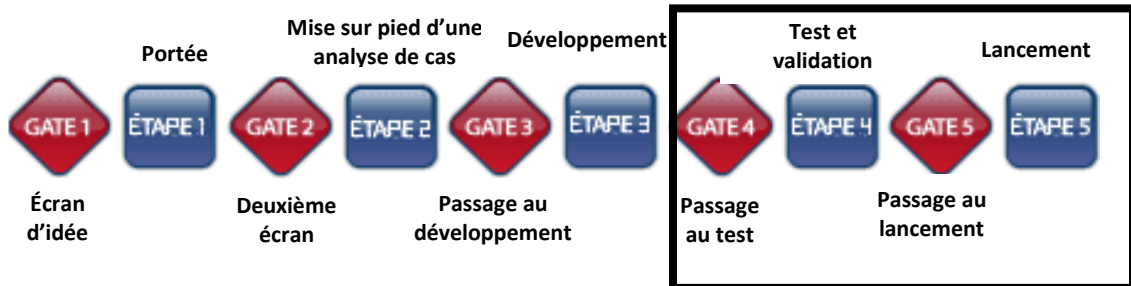 Portée
Mise sur pied d’une
analyse de cas
Développement
Test et
validation
Lancement
GATE 1
ÉTAPE 1
GATE 2
ÉTAPE 2
GATE 3
ÉTAPE 3
GATE 4
ÉTAPE 4
GATE 5
ÉTAPE 5
Écran
d’idée
Deuxième
écran
Passage au
développement
Passage
au test
Passage au
lancement